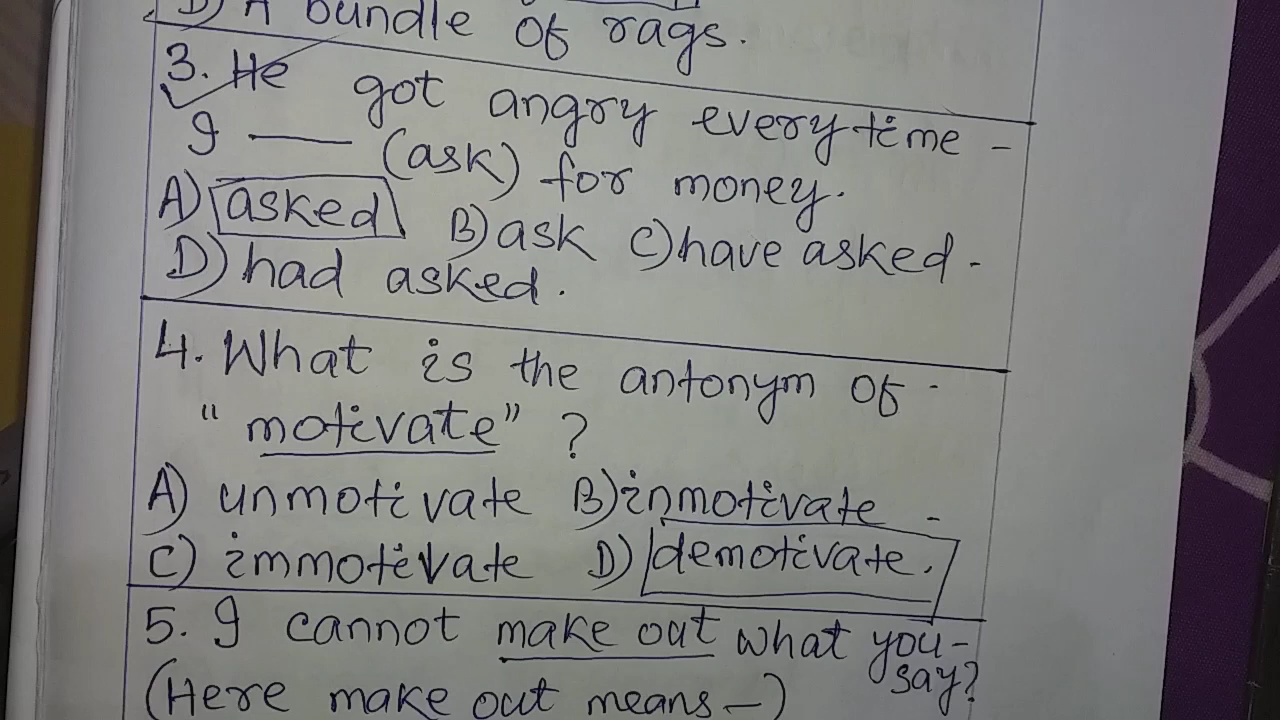 D) A bundle of rags.
3. He got angry every time -
I ___ (ask) for money.
A) asked B) ask C) have asked -
D) had asked.
4. What is the antonym of -
"motivate" ?
A) unmotivate B) inmotivate -
C) immotivate D) demotivate.
5. I cannot make out what you-
say?
(Here make out means -)